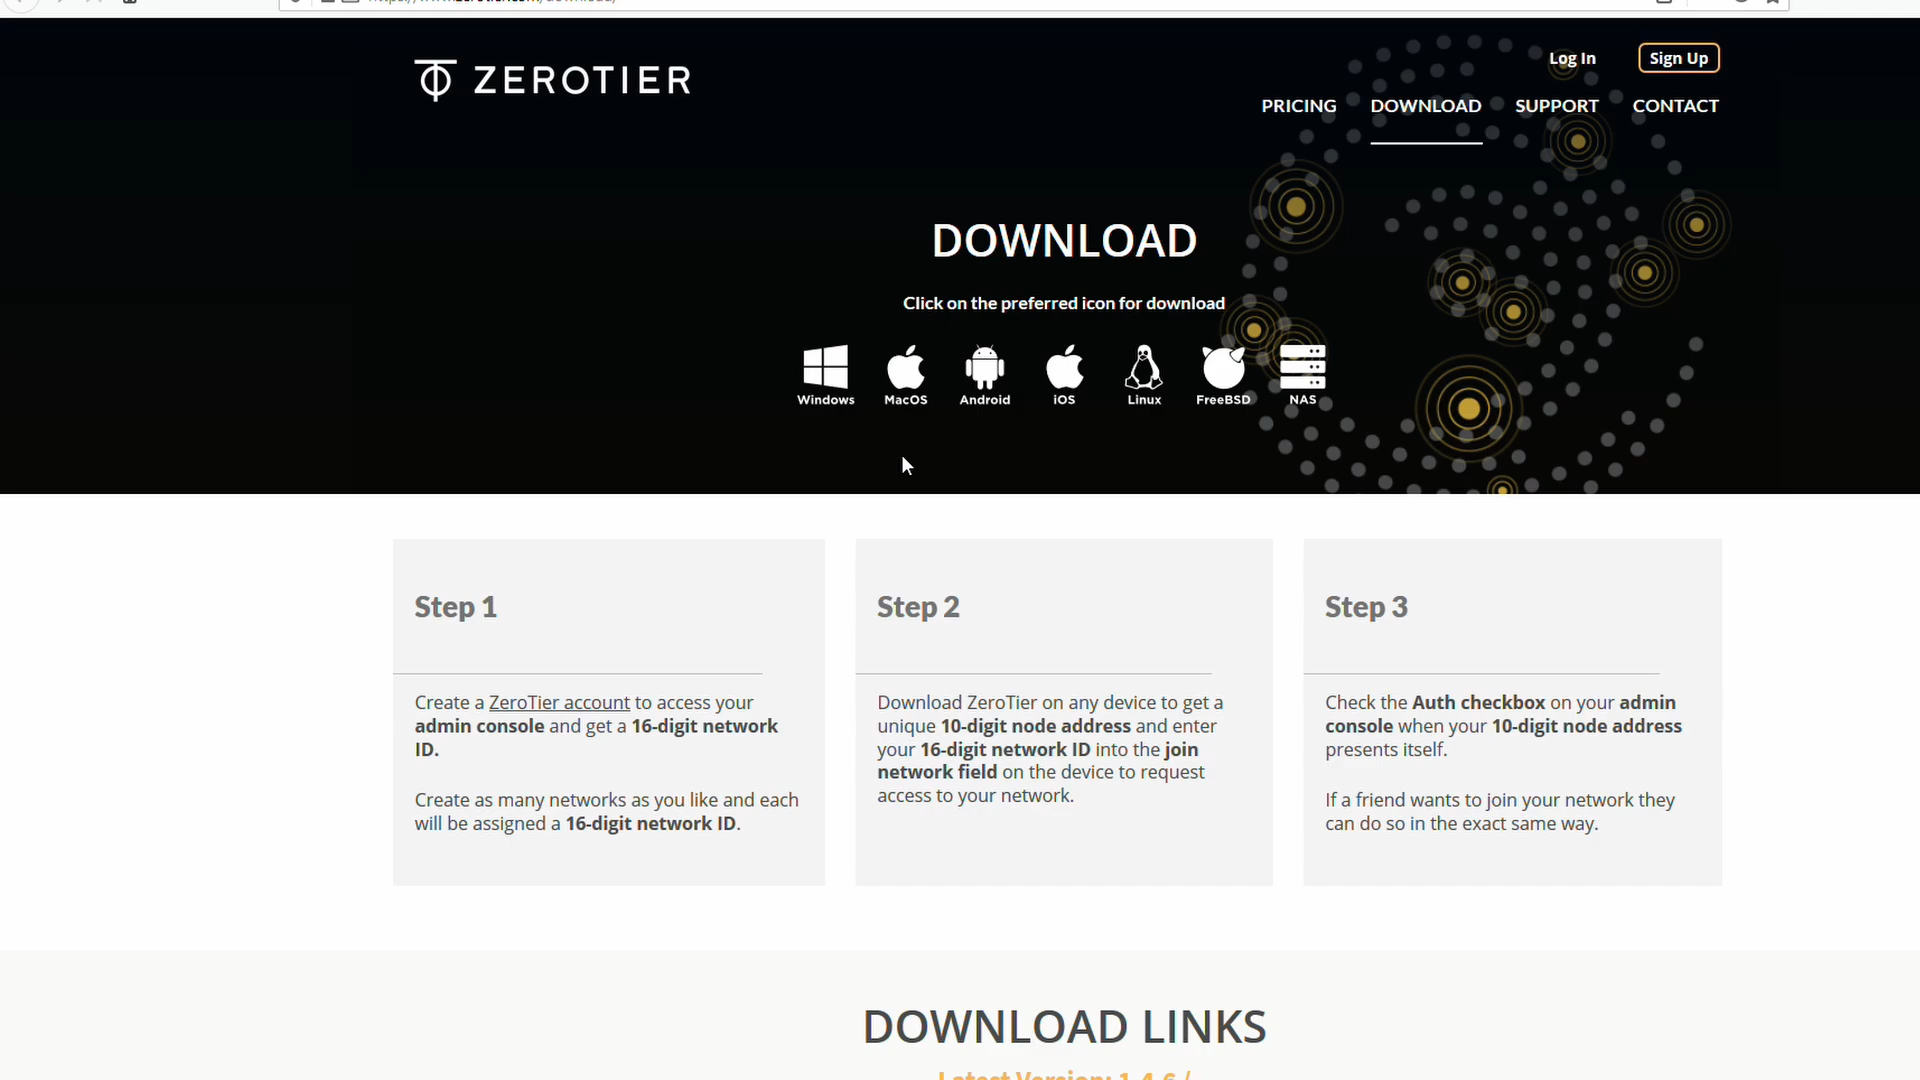 Log In
Sign Up
ZEROTIER
PRICING DOWNLOAD SUPPORT CONTACT
DOWNLOAD
Click on the preferred icon for download
Windows MacOS Android iOS Linux FreeBSD NAS
Step 1
Create a ZeroTier account to access your
admin console and get a 16-digit network
ID.
Create as many networks as you like and each
will be assigned a 16-digit network ID.
Step 2
Download ZeroTier on any device to get a
unique 10-digit node address and enter
your 16-digit network ID into the join
network field on the device to request
access to your network.
Step 3
Check the Auth checkbox on your admin
console when your 10-digit node address
presents itself.
If a friend wants to join your network they
can do so in the exact same way.
DOWNLOAD LINKS
Latest Version: 1.4.6 /